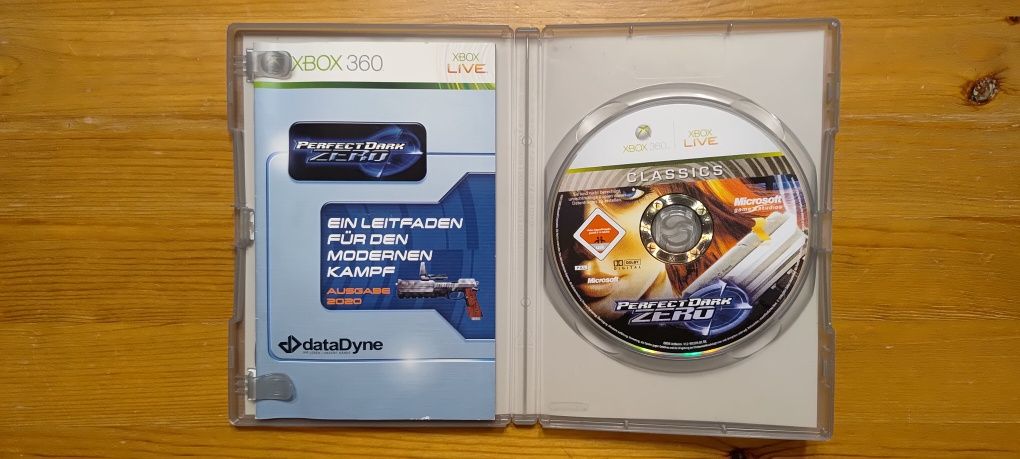 XBOX 360
XBOX
LIVE
PERFECT DARK
ZERO
EIN LEITFADEN
FÜR DEN
MODERNEN
KAMPF
AUSGABE
2020
dataDyne
XBOX 360
XBOX
LIVE
CLASSICS
Microsoft
game studios
DOLBY
DIGITAL
PAL
Microsoft
PERFECT DARK
ZERO